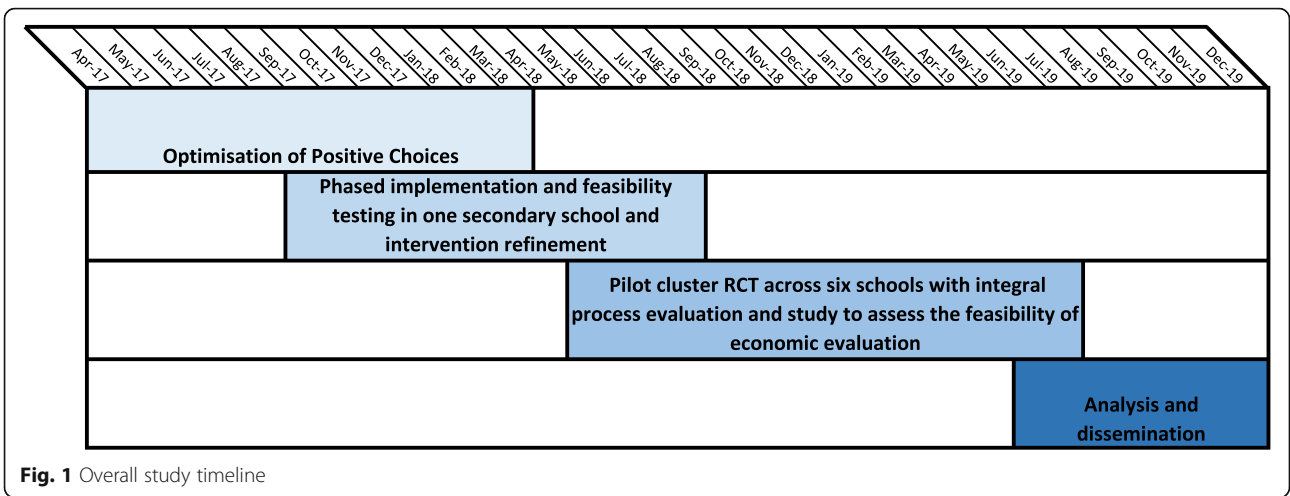 Apr-17
May-17
Jun-17
Jul-17
Aug-17
Sep-17
Oct-17
Nov-17
Dec-17
Jan-18
Feb-18
Mar-18
Apr-18
May-18
Jun-18
Jul-18
Aug-18
Sep-18
Oct-18
Nov-18
Dec-18
Jan-19
Feb-19
Mar-19
Apr-19
May-19
Jun-19
Jul-19
Aug-19
Sep-19
Oct-19
Nov-19
Dec-19
Optimisation of Positive Choices
Phased implementation and feasibility
testing in one secondary school and
intervention refinement
Pilot cluster RCT across six schools with integral
process evaluation and study to assess the feasibility of
economic evaluation
Analysis and
dissemination
Fig. 1 Overall study timeline